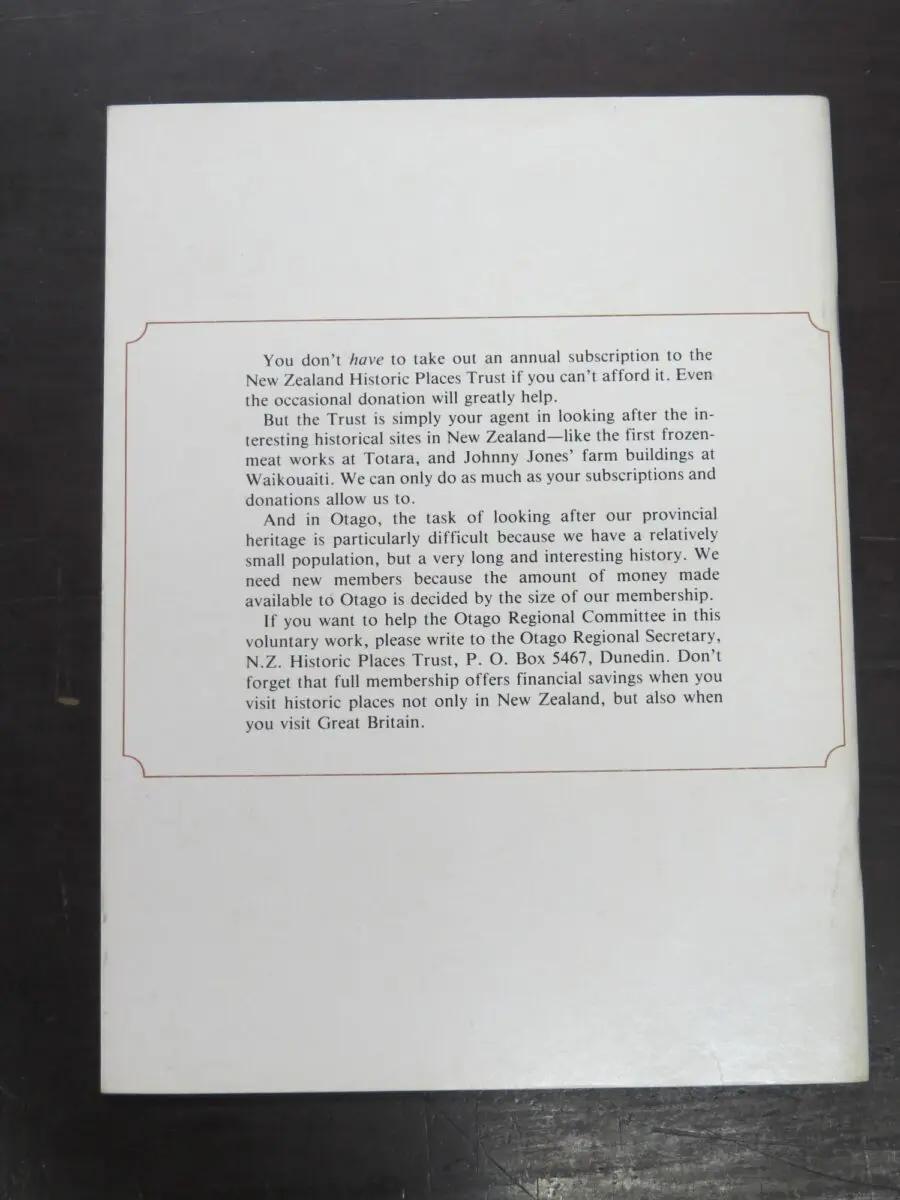 You don't have to take out an annual subscription to the
New Zealand Historic Places Trust if you can't afford it. Even
the occasional donation will greatly help.
But the Trust is simply your agent in looking after the in-
teresting historical sites in New Zealand—like the first frozen-
meat works at Totara, and Johnny Jones' farm buildings at
Waikouaiti. We can only do as much as your subscriptions and
donations allow us to.
And in Otago, the task of looking after our provincial
heritage is particularly difficult because we have a relatively
small population, but a very long and interesting history. We
need new members because the amount of money made
available to Otago is decided by the size of our membership.
If you want to help the Otago Regional Committee in this
voluntary work, please write to the Otago Regional Secretary,
N.Z. Historic Places Trust, P. O. Box 5467, Dunedin. Don't
forget that full membership offers financial savings when you
visit historic places not only in New Zealand, but also when
you visit Great Britain.